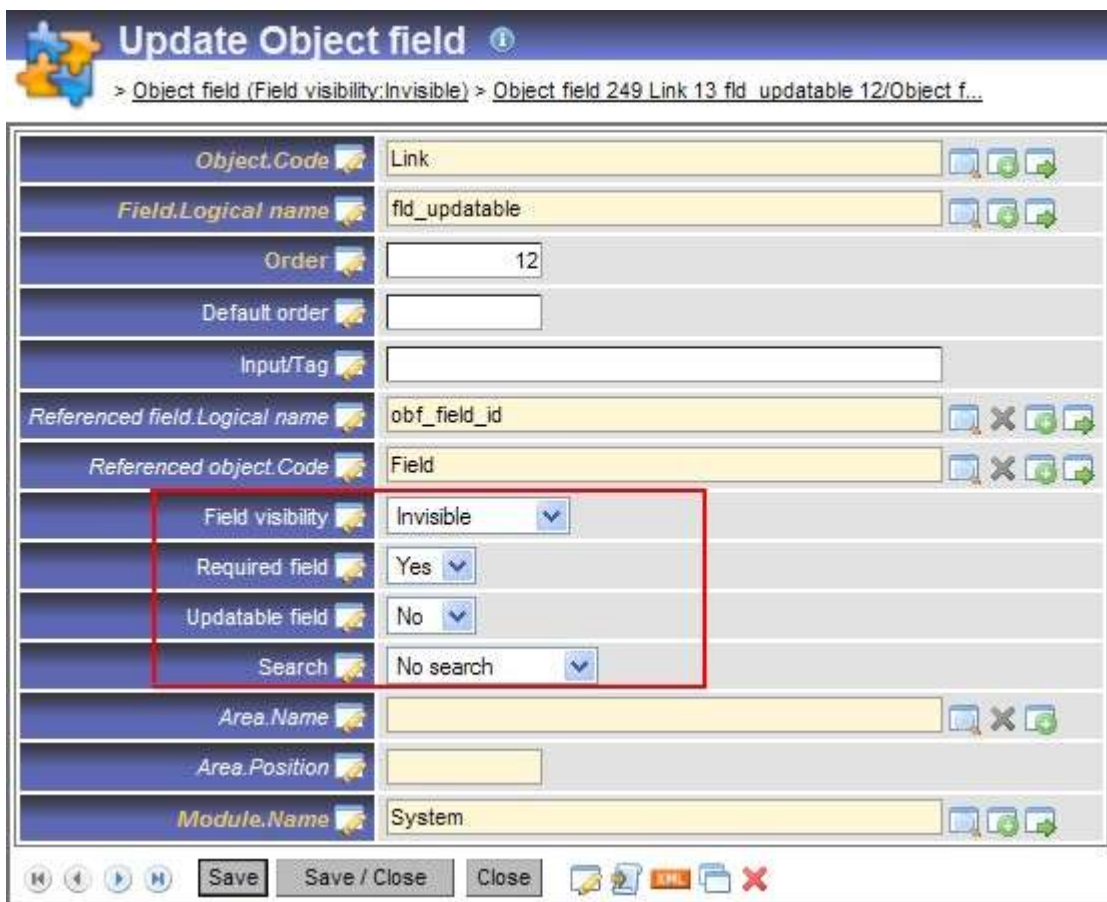 Update Object field
> Object field (Field visibility:Invisible) > Object field 249 Link 13 fld_updatable 12/Object f...
Object.Code Link
Field.Logical name fld_updatable
Order 12
Default order
Input/Tag
Referenced field.Logical name obf_field_id
Referenced object.Code Field
Field visibility Invisible
Required field Yes
Updatable field No
Search No search
Area.Name
Area.Position
Module.Name System
Save Save / Close Close XML